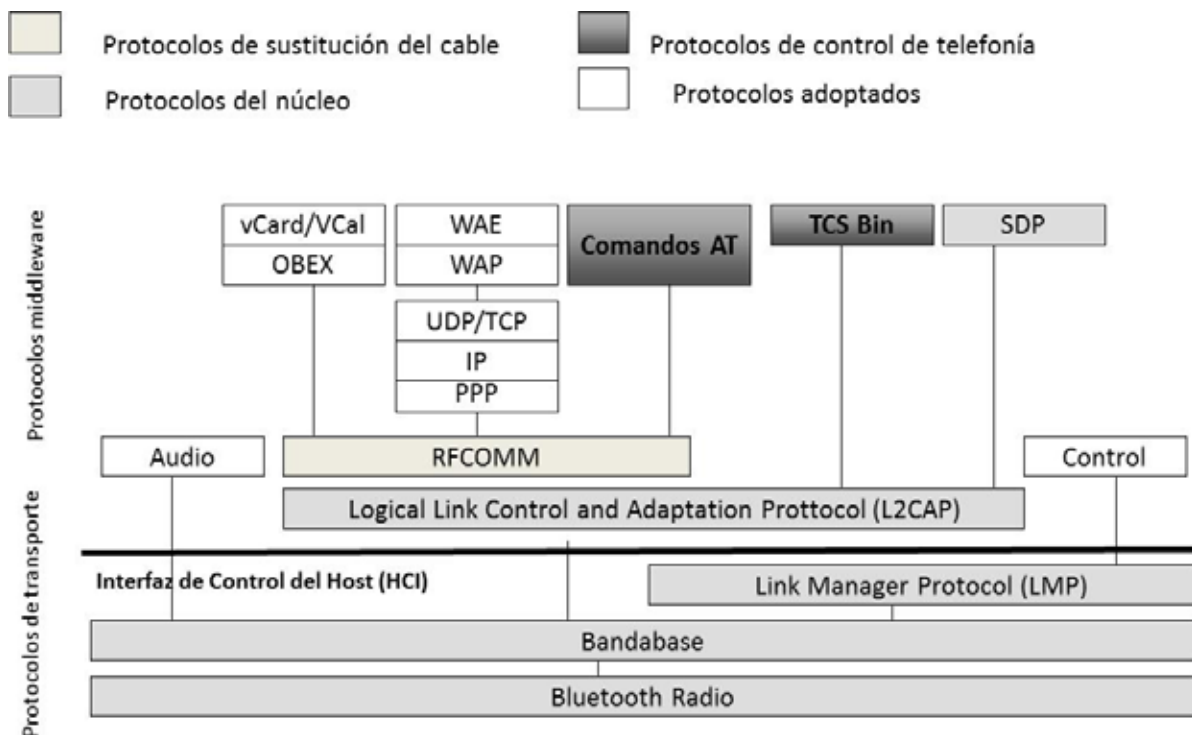 Protocolos de sustitución del cable
Protocolos de control de telefonía
Protocolos del núcleo
Protocolos adoptados
Protocolos middleware
vCard/VCal
OBEX
WAE
WAP
UDP/TCP
IP
PPP
Comandos AT
TCS Bin
SDP
Audio
RFCOMM
Control
Protocolos de transporte
Logical Link Control and Adaptation Prottocol (L2CAP)
Interfaz de Control del Host (HCI)
Link Manager Protocol (LMP)
Bandabase
Bluetooth Radio